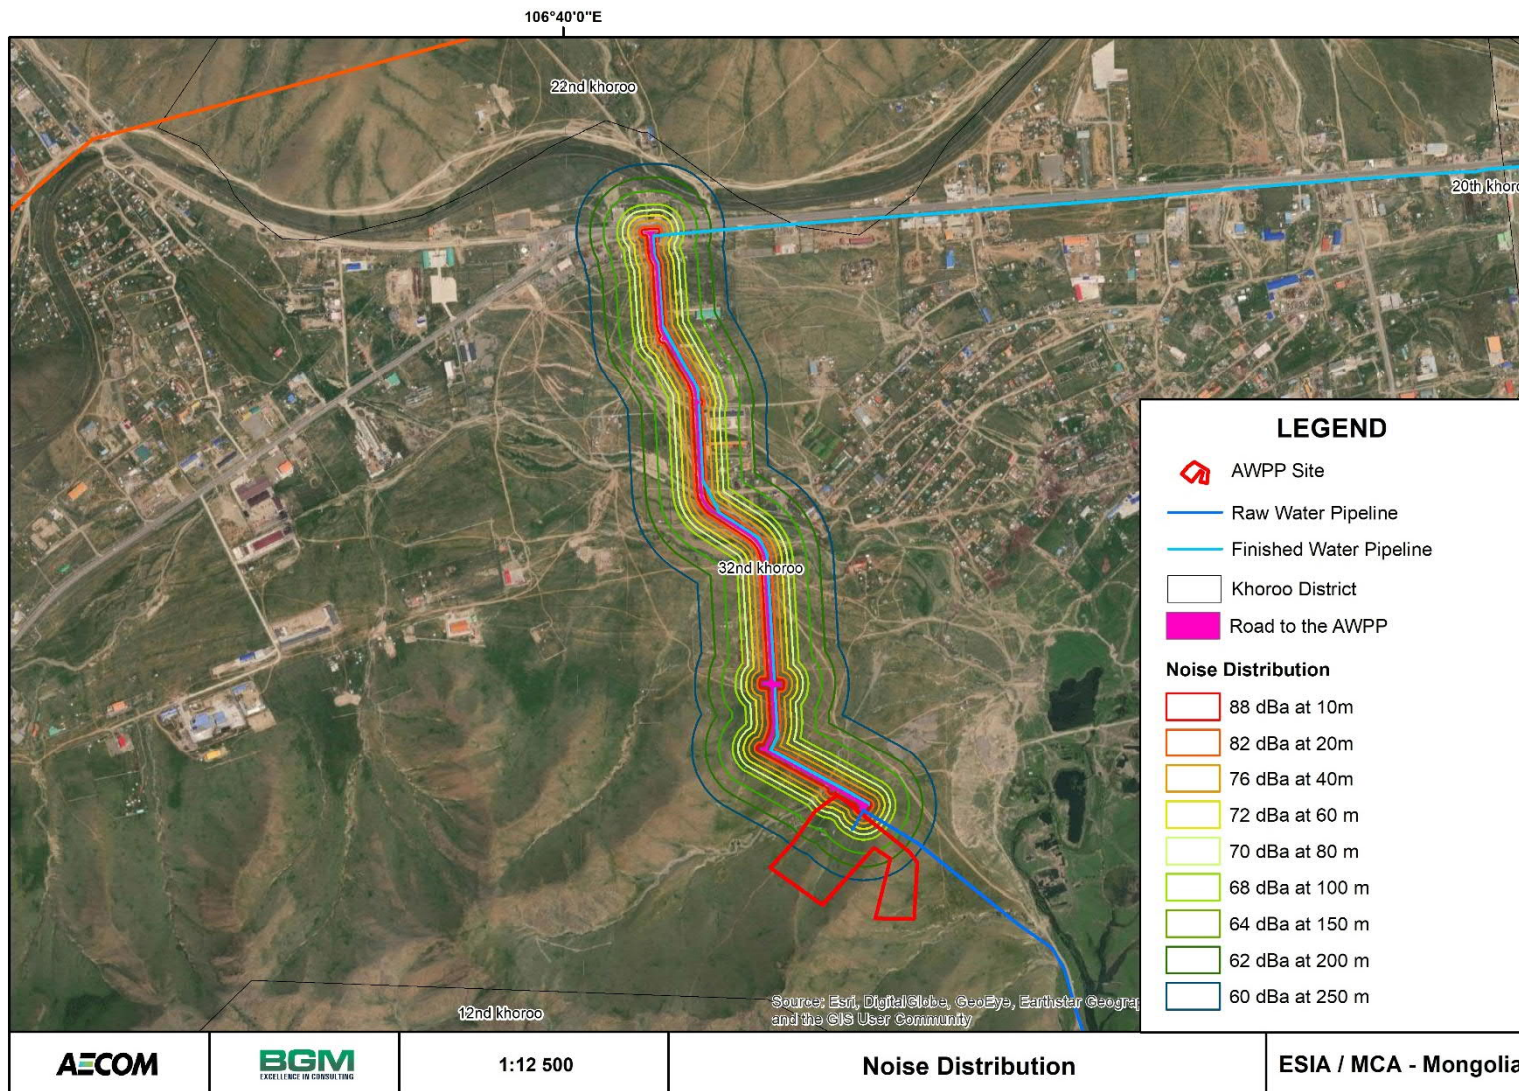 106°40'0"E
22nd khoroo
20th khoro
32nd khoroo
12nd khoroo
LEGEND
AWPP Site
Raw Water Pipeline
Finished Water Pipeline
Khoroo District
Road to the AWPP
Noise Distribution
88 dBa at 10m
82 dBa at 20m
76 dBa at 40m
72 dBa at 60 m
70 dBa at 80 m
68 dBa at 100 m
64 dBa at 150 m
62 dBa at 200 m
60 dBa at 250 m
Source: Esri, DigitalGlobe, GeoEye, Earthstar Geogra
and the GIS User Community
AECOM
BGM
EXCELLENCE IN CONSULTING
1:12 500
Noise Distribution
ESIA / MCA - Mongolia